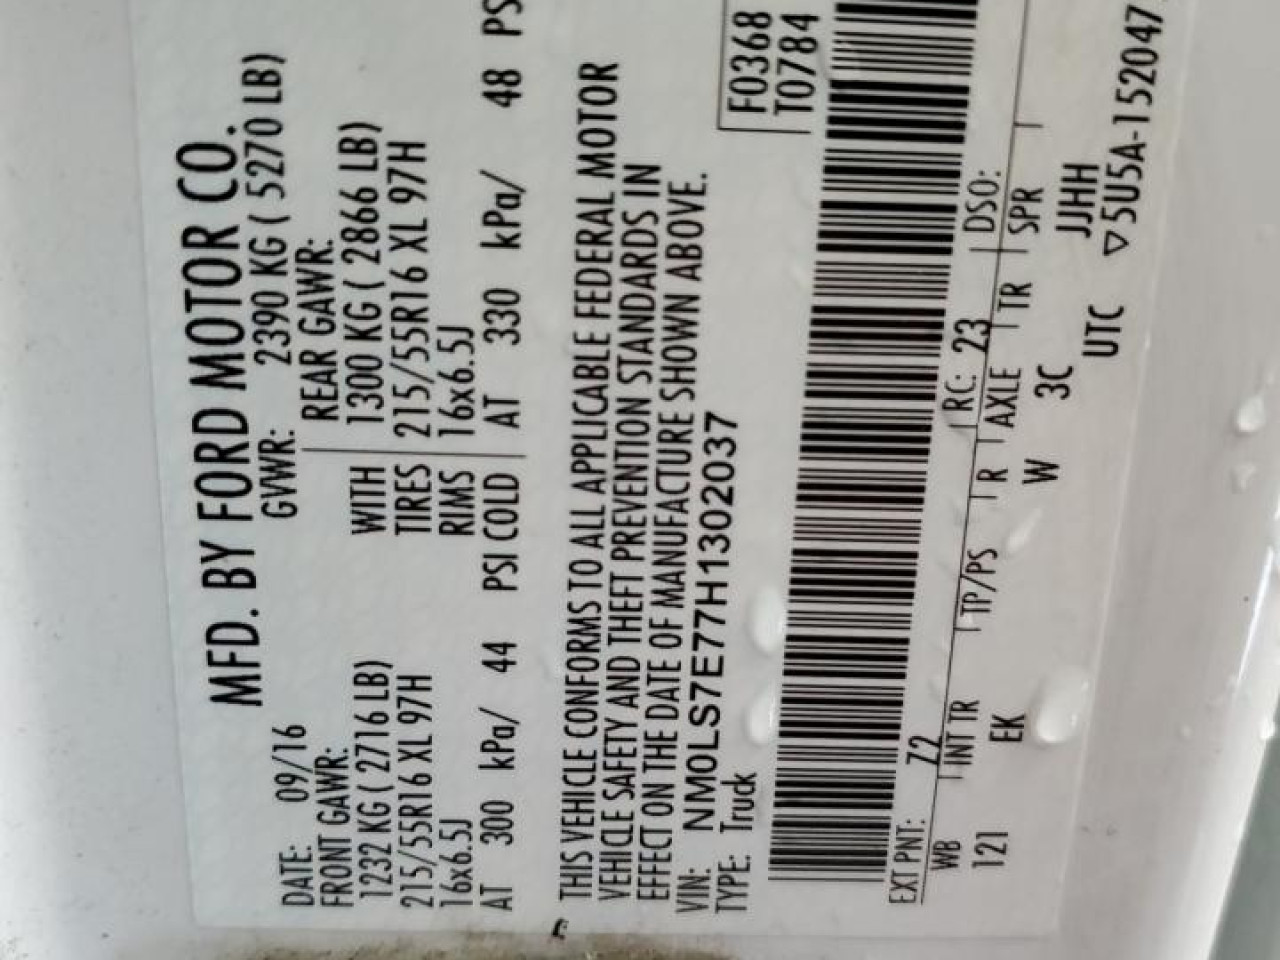 MFD. BY FORD MOTOR CO.
DATE: 09/16 GVWR: 2390 KG ( 5270 LB)
FRONT GAWR: REAR GAWR:
1232 KG ( 2716 LB) WITH 1300 KG ( 2866 LB)
215/55R16 XL 97H TIRES 215/55R16 XL 97H
16x6.5J RIMS 16x6.5J
AT 300 kPa/ 44 PSI COLD AT 330 kPa/ 48 PS
THIS VEHICLE CONFORMS TO ALL APPLICABLE FEDERAL MOTOR
VEHICLE SAFETY AND THEFT PREVENTION STANDARDS IN
EFFECT ON THE DATE OF MANUFACTURE SHOWN ABOVE.
VIN: NM0LS7E77H1302037
TYPE: Truck
F0368
T0784
EXT PNT: Z2 RC: 23 DSO:
WB INT TR TP/PS R AXLE TR SPR
121 EK W 3C JJHH
UTC ▽5U5A-152047